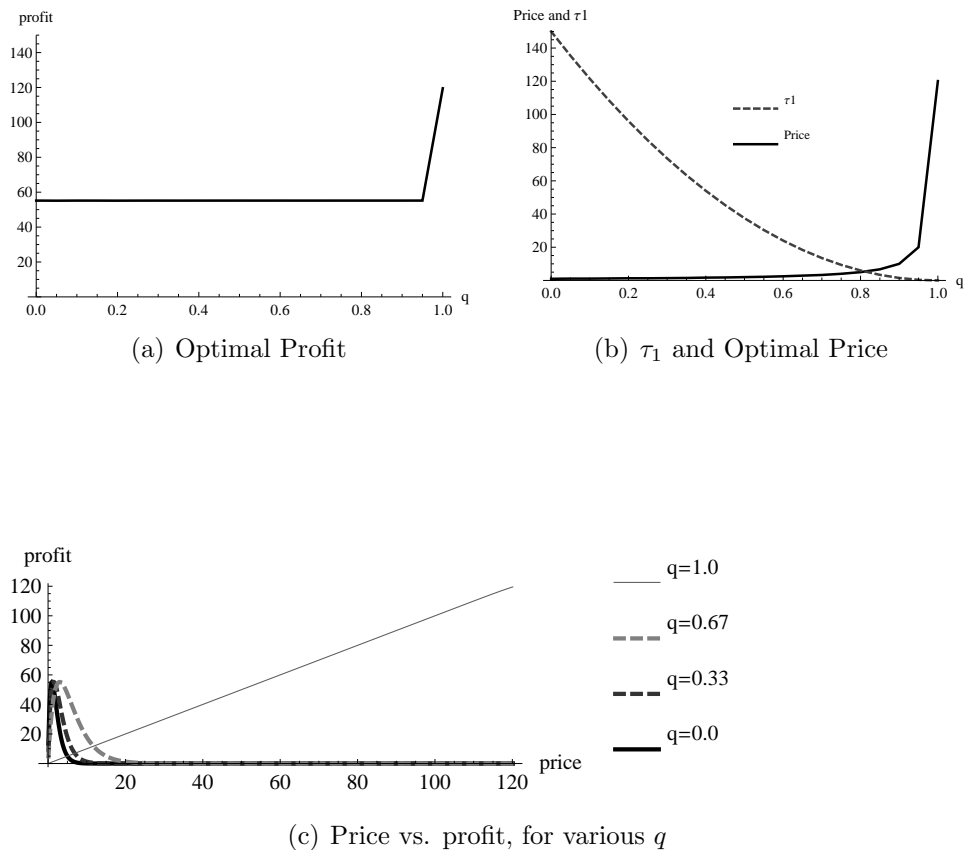 profit
140
120
100
80
60
40
20
0
0.0 0.2 0.4 0.6 0.8 1.0 q
(a) Optimal Profit
Price and τ1
140
120
100
80
60
40
20
0.0 0.2 0.4 0.6 0.8 1.0 q
τ1
Price
(b) τ1 and Optimal Price
profit
120
100
80
60
40
20
20 40 60 80 100 120 price
q=1.0
q=0.67
q=0.33
q=0.0
(c) Price vs. profit, for various q